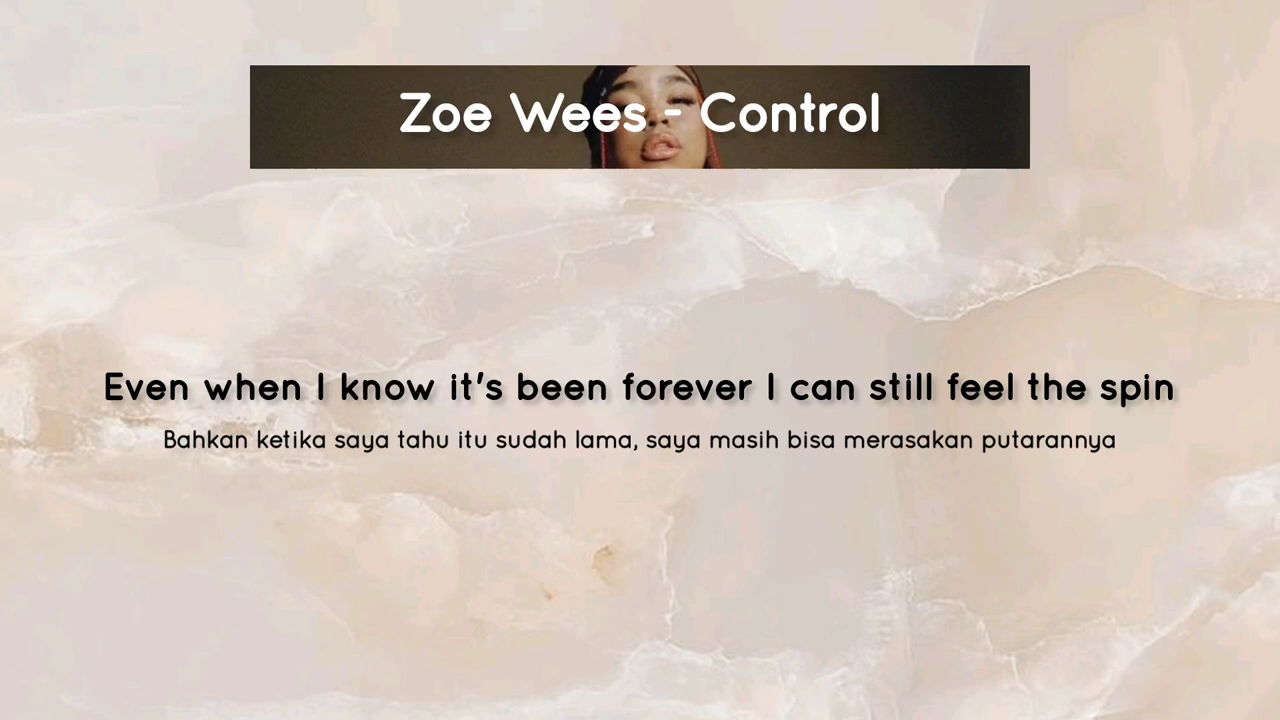 Zoe Wees - Control
Even when I know it's been forever I can still feel the spin
Bahkan ketika saya tahu itu sudah lama, saya masih bisa merasakan putarannya